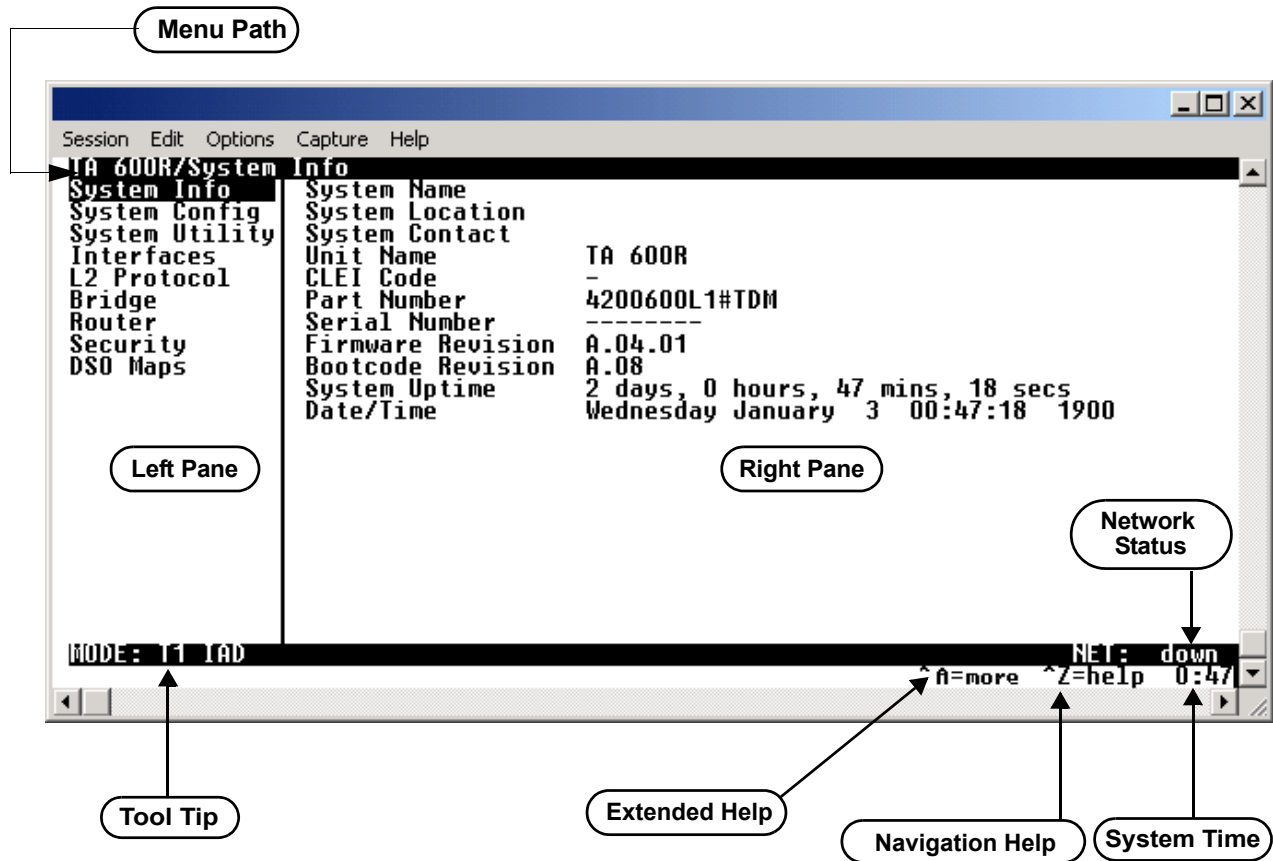 Menu Path
Session Edit Options Capture Help
TA 600R/System Info
System Info System Name
System Config System Location
System Utility System Contact
Interfaces Unit Name TA 600R
L2 Protocol CLEI Code -
Bridge Part Number 4200600L1#TDM
Router Serial Number --------
Security Firmware Revision A.04.01
DS0 Maps Bootcode Revision A.08
System Uptime 2 days, 0 hours, 47 mins, 18 secs
Date/Time Wednesday January 3 00:47:18 1900
Left Pane Right Pane
Network
Status
MODE: T1 IAD NET: down
^A=more ^Z=help 0:47
Tool Tip Extended Help Navigation Help System Time